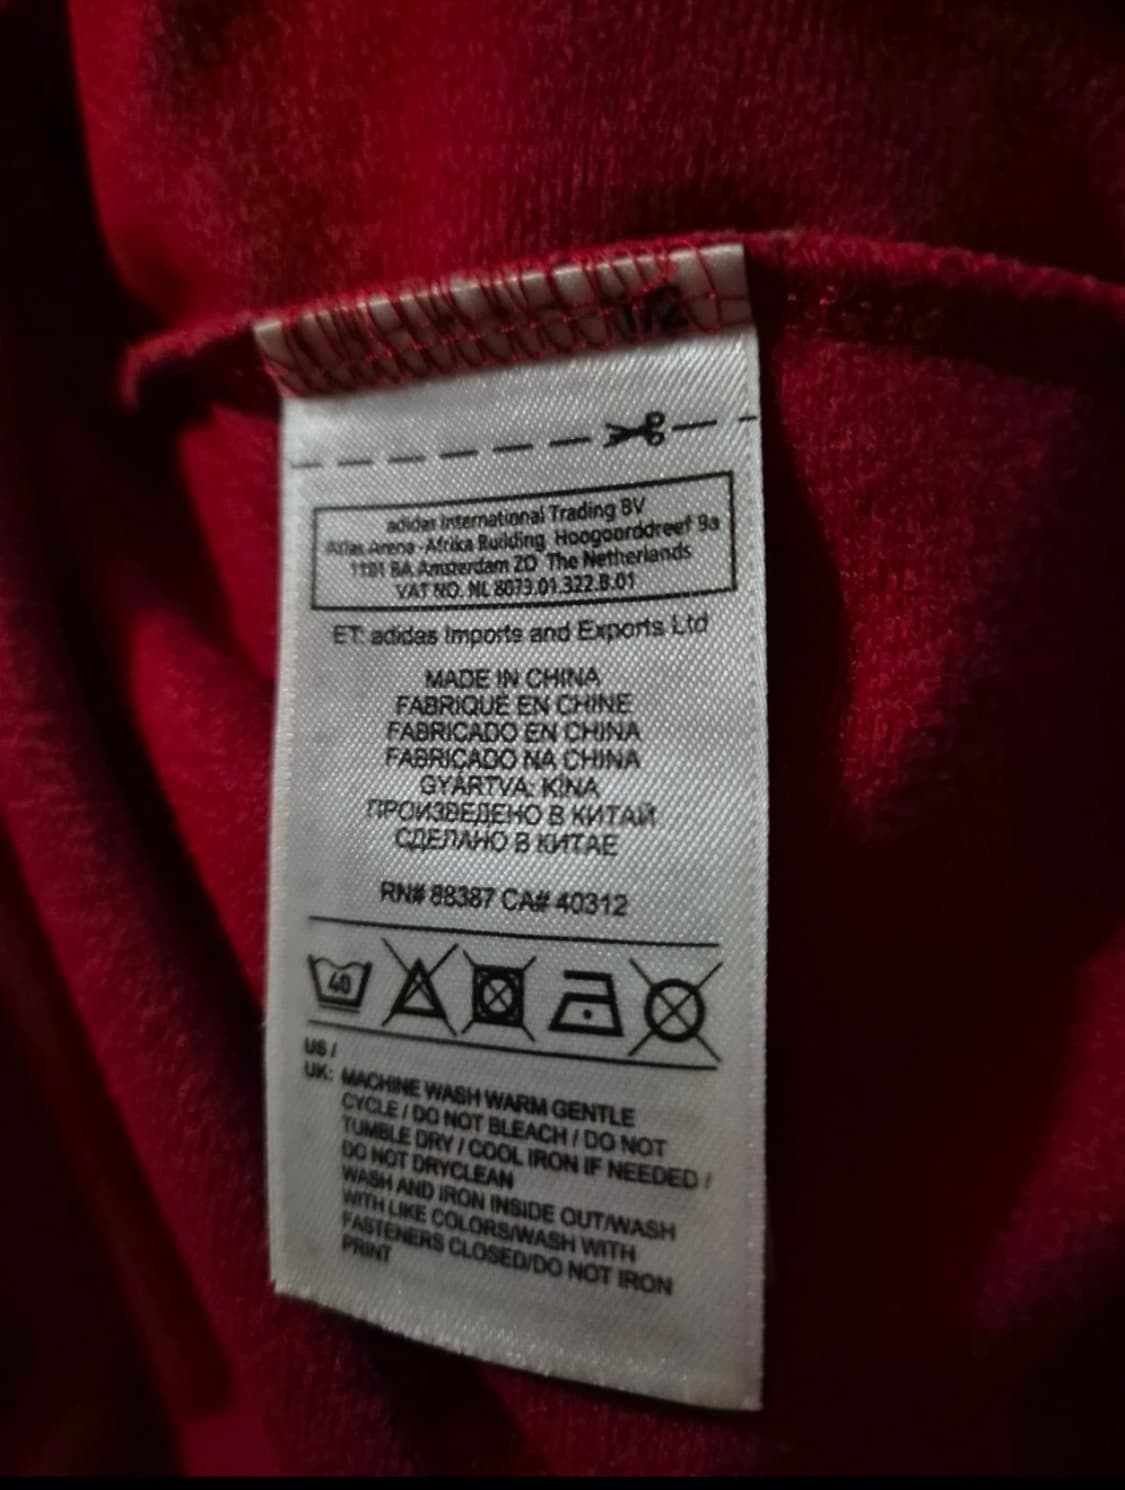 1/2
adidas International Trading BV
Atlas Arena - Afrika Building Hoogoorddreef 9a
1101 BA Amsterdam ZO The Netherlands
VAT NO. NL 8073.01.322.B.01
ET: adidas Imports and Exports Ltd
MADE IN CHINA
FABRIQUÉ EN CHINE
FABRICADO EN CHINA
FABRICADO NA CHINA
GYÁRTVA: KÍNA
ПРОИЗВЕДЕНО В КИТАЙ
СДЕЛАНО В КИТАЕ
RN# 88387 CA# 40312
40
US /
UK: MACHINE WASH WARM GENTLE
CYCLE / DO NOT BLEACH / DO NOT
TUMBLE DRY / COOL IRON IF NEEDED /
DO NOT DRYCLEAN
WASH AND IRON INSIDE OUT/WASH
WITH LIKE COLORS/WASH WITH
FASTENERS CLOSED/DO NOT IRON
PRINT